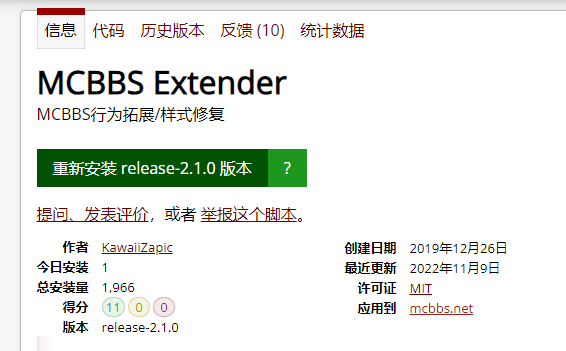 信息 代码 历史版本 反馈 (10) 统计数据
MCBBS Extender
MCBBS行为拓展/样式修复
重新安装 release-2.1.0 版本 ?
提问、发表评价，或者 举报这个脚本。
作者 KawaiiZapic 创建日期 2019年12月26日
今日安装 1 最近更新 2022年11月9日
总安装量 1,966 许可证 MIT
得分 11 0 0 应用到 mcbbs.net
版本 release-2.1.0